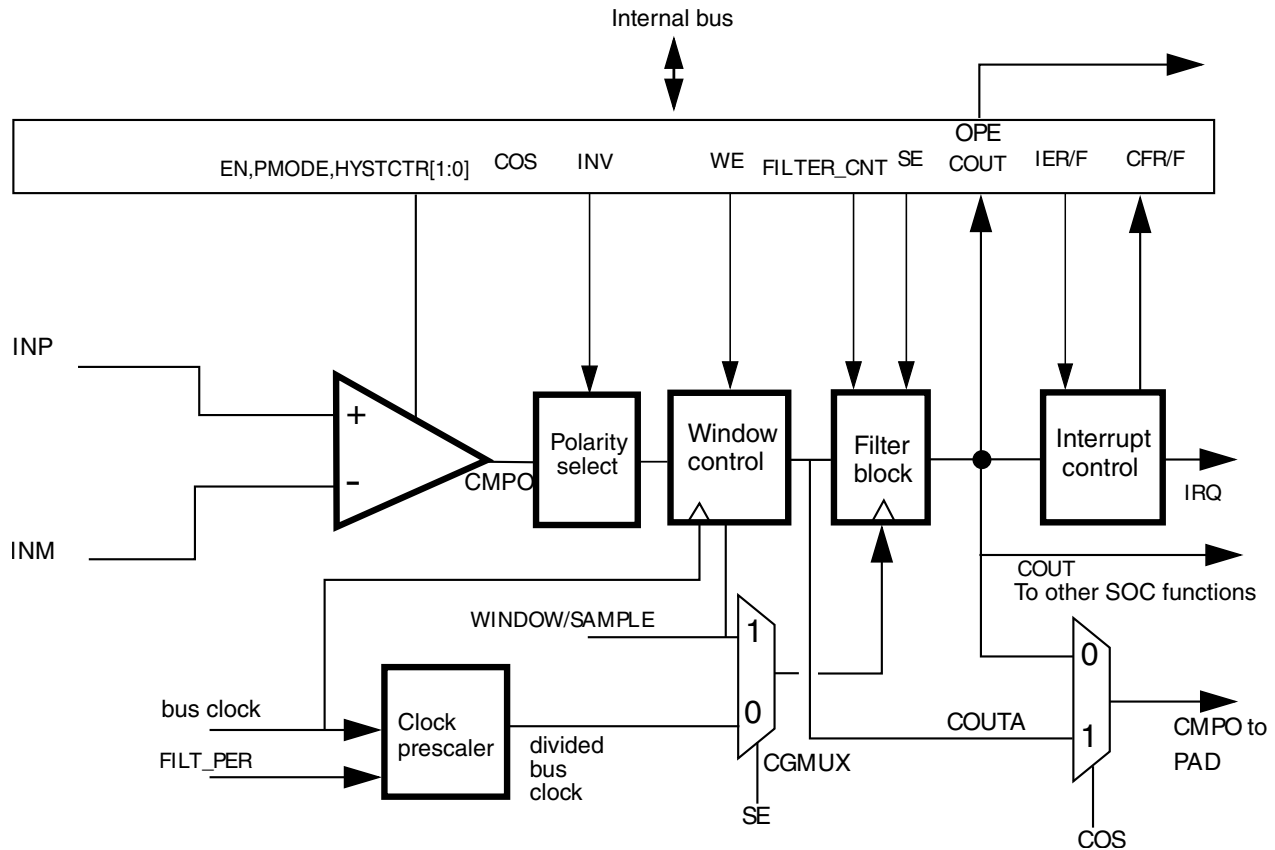 Internal bus
OPE
EN,PMODE,HYSTCTR[1:0]
COS
INV
WE
FILTER_CNT
SE
COUT
IER/F
CFR/F
INP
+
-
INM
CMPO
Polarity
select
Window
control
Filter
block
Interrupt
control
IRQ
COUT
To other SOC functions
WINDOW/SAMPLE
1
0
CGMUX
SE
bus clock
FILT_PER
Clock
prescaler
divided
bus
clock
COUTA
0
1
COS
CMPO to
PAD